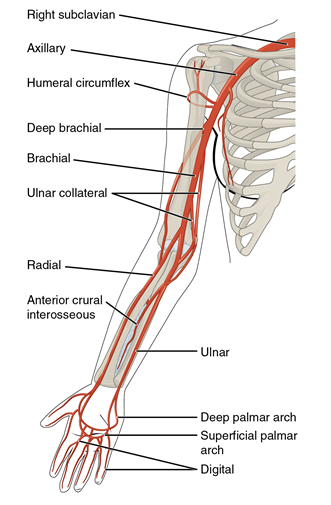 Right subclavian
Axillary
Humeral circumflex
Deep brachial
Brachial
Ulnar collateral
Radial
Anterior crural
interosseous
Ulnar
Deep palmar arch
Superficial palmar
arch
Digital